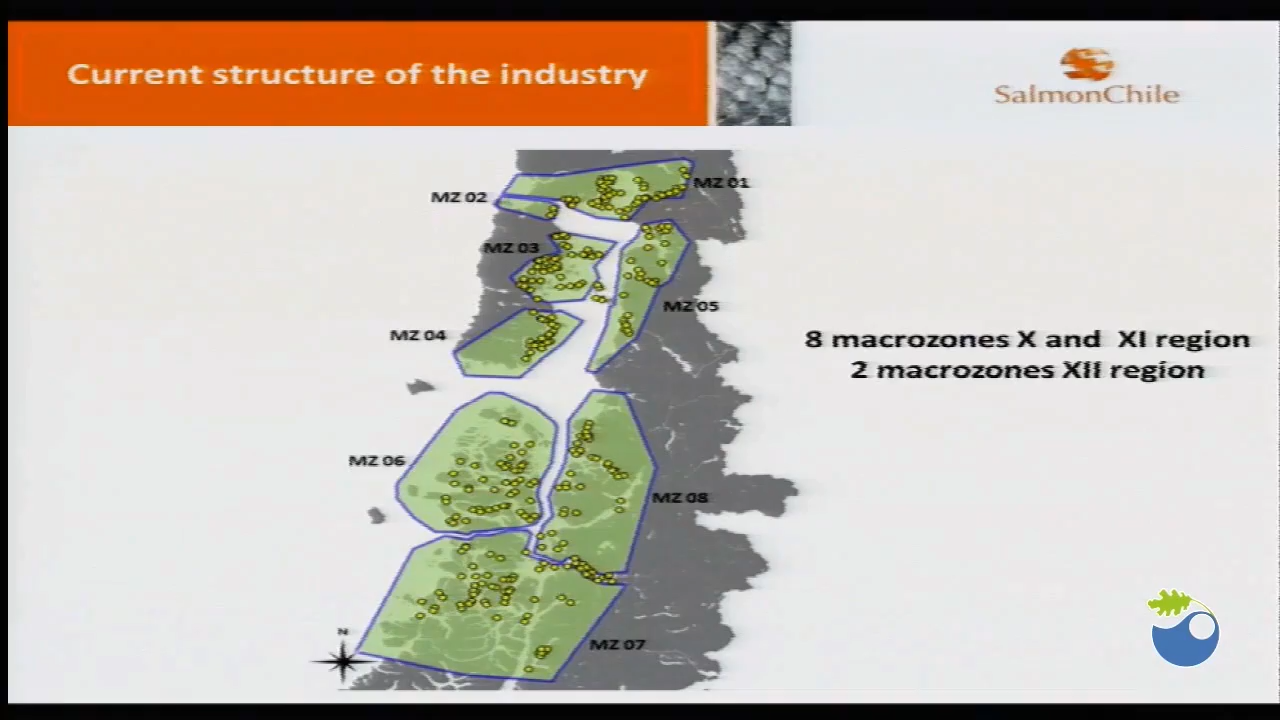 Current structure of the industry
SalmonChile
MZ 01
MZ 02
MZ 03
MZ 05
MZ 04
8 macrozones X and XI region
2 macrozones XII region
MZ 06
MZ 08
N
MZ 07